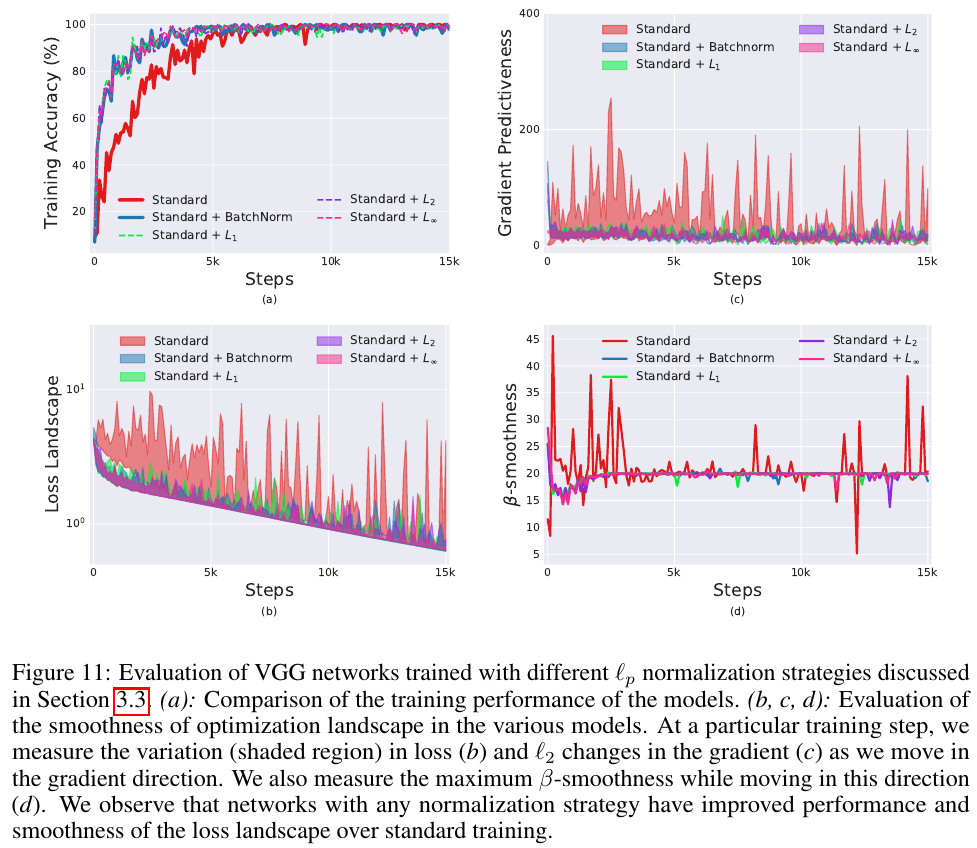 Training Accuracy (%)
100
80
60
40
20
Standard
Standard + BatchNorm
Standard + L₁
Standard + L₂
Standard + L∞
0
5k
10k
15k
Steps
(a)
Gradient Predictiveness
400
200
0
Standard
Standard + Batchnorm
Standard + L₁
Standard + L₂
Standard + L∞
0
5k
10k
15k
Steps
(c)
Loss Landscape
10¹
10⁰
Standard
Standard + Batchnorm
Standard + L₁
Standard + L₂
Standard + L∞
0
5k
10k
15k
Steps
(b)
β-smoothness
45
40
35
30
25
20
15
10
5
Standard
Standard + Batchnorm
Standard + L₁
Standard + L₂
Standard + L∞
0
5k
10k
15k
Steps
(d)
Figure 11: Evaluation of VGG networks trained with different ℓₚ normalization strategies discussed
in Section 3.3. (a): Comparison of the training performance of the models. (b, c, d): Evaluation of
the smoothness of optimization landscape in the various models. At a particular training step, we
measure the variation (shaded region) in loss (b) and ℓ₂ changes in the gradient (c) as we move in
the gradient direction. We also measure the maximum β-smoothness while moving in this direction
(d). We observe that networks with any normalization strategy have improved performance and
smoothness of the loss landscape over standard training.